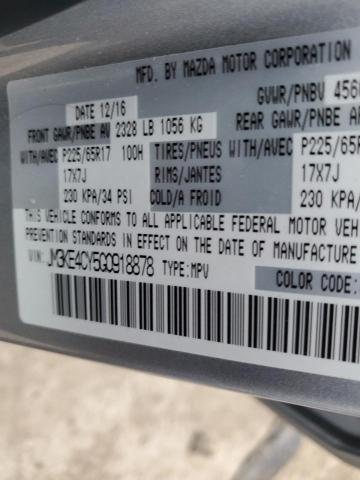 MFD. BY MAZDA MOTOR CORPORATION
DATE 12/16 GVWR/PNBV 456
FRONT GAWR/PNBE AV 2328 LB 1056 KG REAR GAWR/PNBE AR
WITH/AVEC P225/65R17 100H TIRES/PNEUS WITH/AVEC P225/65R
17X7J RIMS/JANTES 17X7J
230 KPA/34 PSI COLD/A FROID 230 KPA
THIS VEHICLE CONFORMS TO ALL APPLICABLE FEDERAL MOTOR VEH
IN EFFECT ON THE DATE OF MANUFACTURE
VIN: JM3KE4CY5G0918878 TYPE: MPV
COLOR CODE: